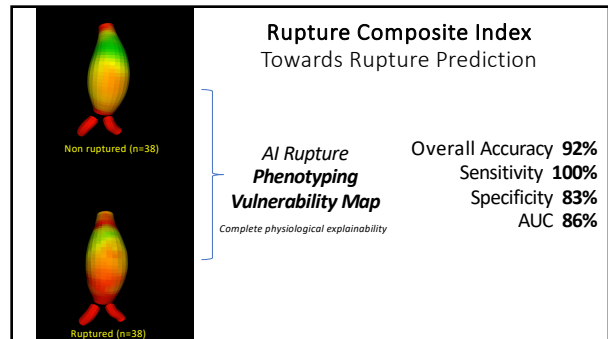 Rupture Composite Index
Towards Rupture Prediction
Non ruptured (n=38)
AI Rupture
Phenotyping
Vulnerability Map
Complete physiological explainability
Overall Accuracy 92%
Sensitivity 100%
Specificity 83%
AUC 86%
Ruptured (n=38)